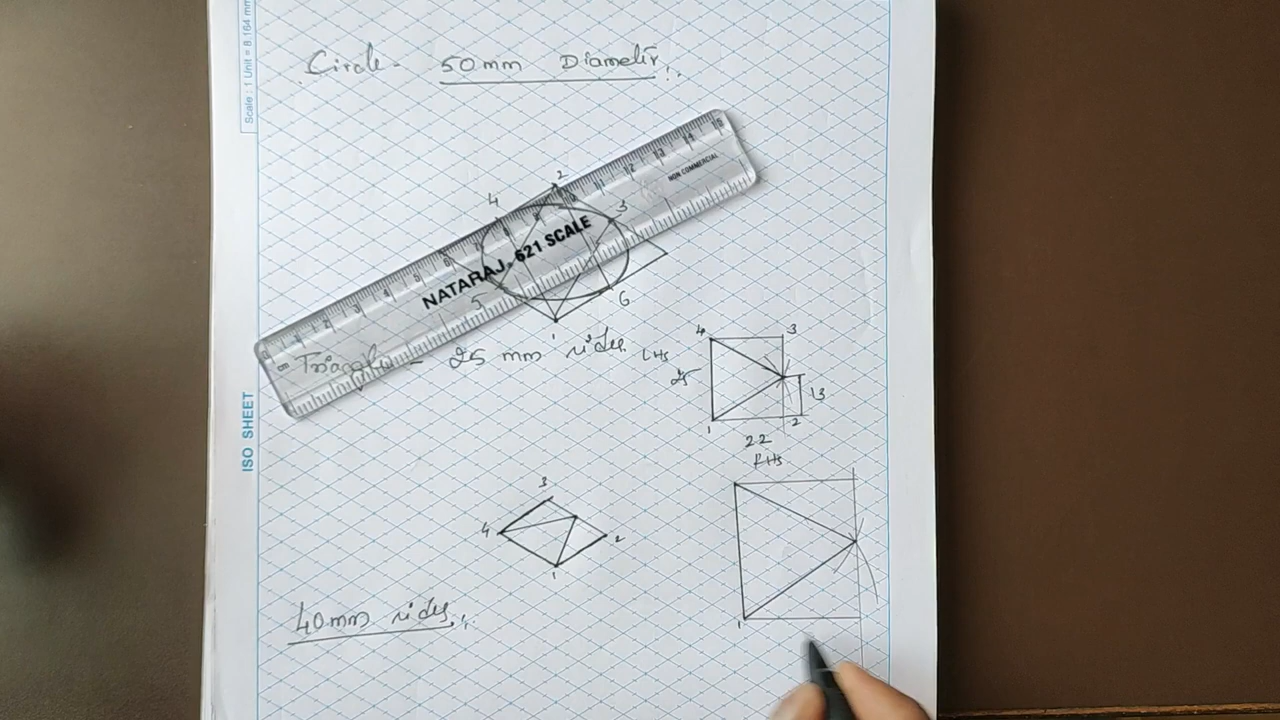 Scale : 1 Unit = 8.164 mm
Circle - 50mm Diameter
4
2
3
NON COMMERCIAL
NATARAJ 621 SCALE
5
6
1
cm
Triangle - 25 mm sides
LHS
4
3
25
13
1
2
22
RHS
ISO SHEET
3
4
2
1
40mm sides
1